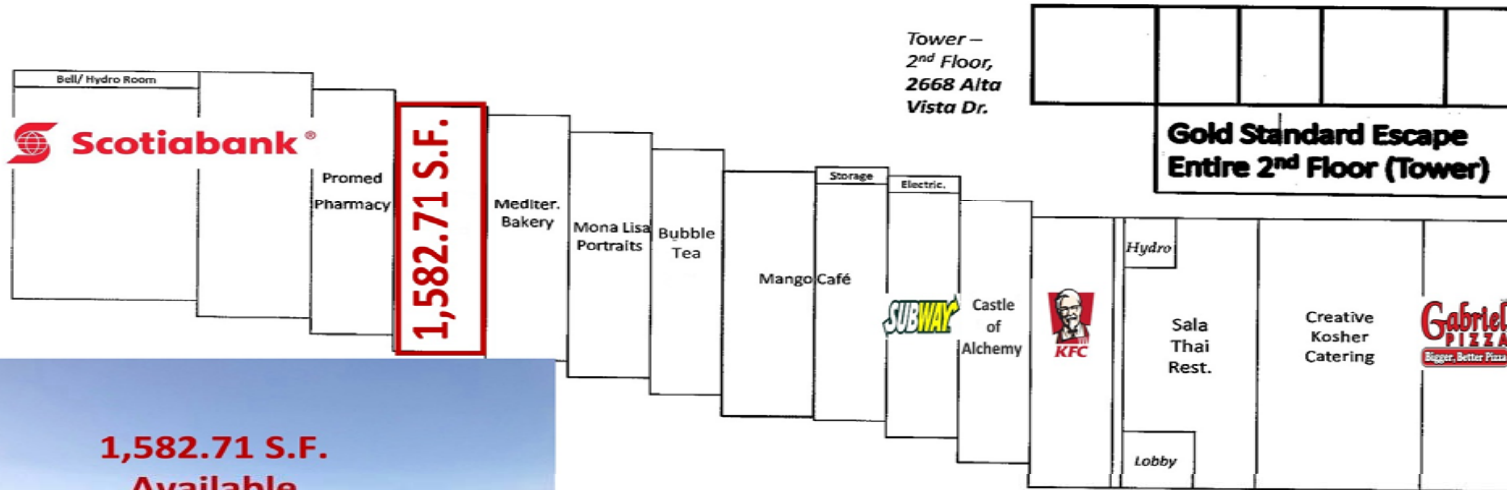 Tower –
2nd Floor,
2668 Alta
Vista Dr.
Gold Standard Escape
Entire 2nd Floor (Tower)
Bell/ Hydro Room
Scotiabank®
Promed
Pharmacy
1,582.71 S.F.
Mediter.
Bakery
Mona Lisa
Portraits
Bubble
Tea
Storage
Mango Café
Electric.
SUBWAY
Castle
of
Alchemy
KFC
Hydro
Sala
Thai
Rest.
Lobby
Creative
Kosher
Catering
Gabriel
PIZZA
Bigger, Better Pizza
1,582.71 S.F.
Available